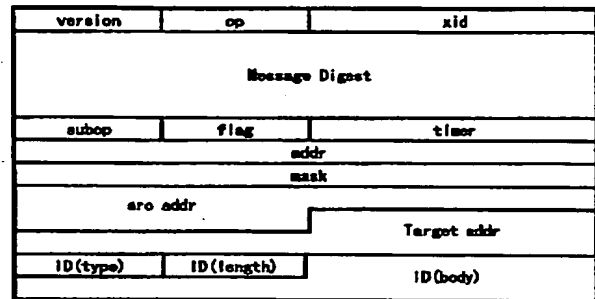 version op xid
Message Digest
subop flag timer
addr
mask
aro addr
Target addr
ID(type) ID(length) ID(body)